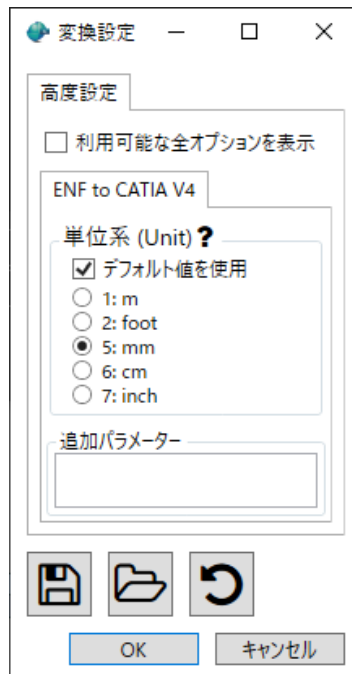 変換設定
高度設定
利用可能な全オプションを表示
ENF to CATIA V4
単位系 (Unit) ?
デフォルト値を使用
1: m
2: foot
5: mm
6: cm
7: inch
追加パラメーター
OK
キャンセル